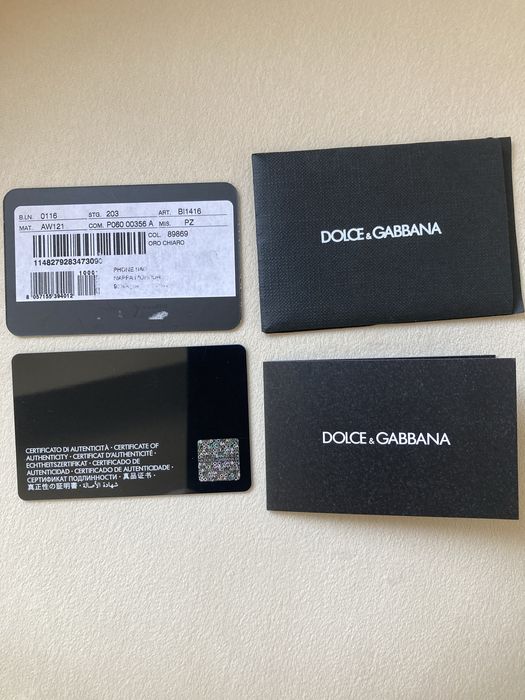 B.I.N. 0116 STG. 203 ART. BI1416
MAT. AW121 COM. P060 00356 A MIS. PZ
COL. 89869
ORO CHIARO
1148279283473090
1000
PHONE BAG
8 057155 394012
DOLCE & GABBANA
CERTIFICATO DI AUTENTICITÀ · CERTIFICATE OF
AUTHENTICITY · CERTIFICAT D'AUTHENTICITÉ ·
ECHTHEITSZERTIFIKAT · CERTIFICADO DE
AUTENTICIDAD · CERTIFICADO DE AUTENTICIDADE ·
СЕРТИФИКАТ ПОДЛИННОСТИ · 真品证书 ·
真正性の証明書 · شهادة الأصالة
DOLCE & GABBANA